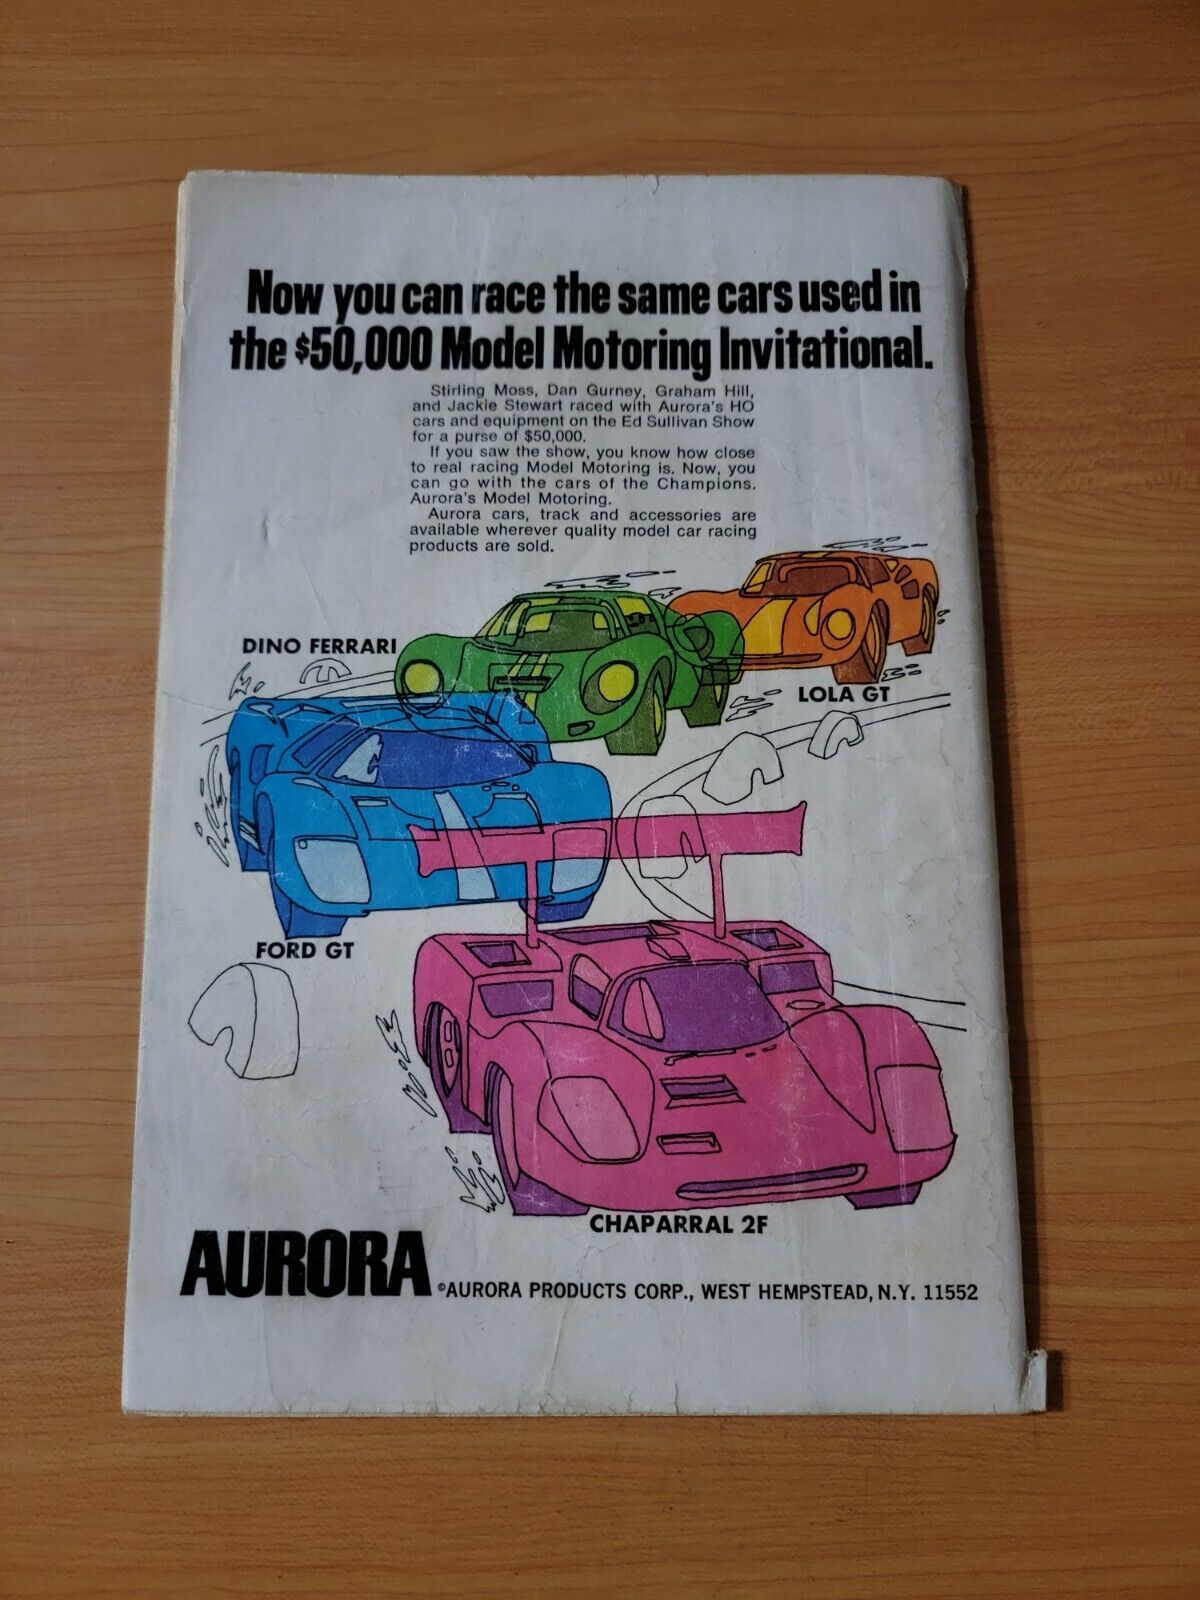 Now you can race the same cars used in
the $50,000 Model Motoring Invitational.
Stirling Moss, Dan Gurney, Graham Hill,
and Jackie Stewart raced with Aurora's HO
cars and equipment on the Ed Sullivan Show
for a purse of $50,000.
If you saw the show, you know how close
to real racing Model Motoring is. Now, you
can go with the cars of the Champions.
Aurora's Model Motoring.
Aurora cars, track and accessories are
available wherever quality model car racing
products are sold.
DINO FERRARI
LOLA GT
FORD GT
CHAPARRAL 2F
AURORA
©AURORA PRODUCTS CORP., WEST HEMPSTEAD, N.Y. 11552